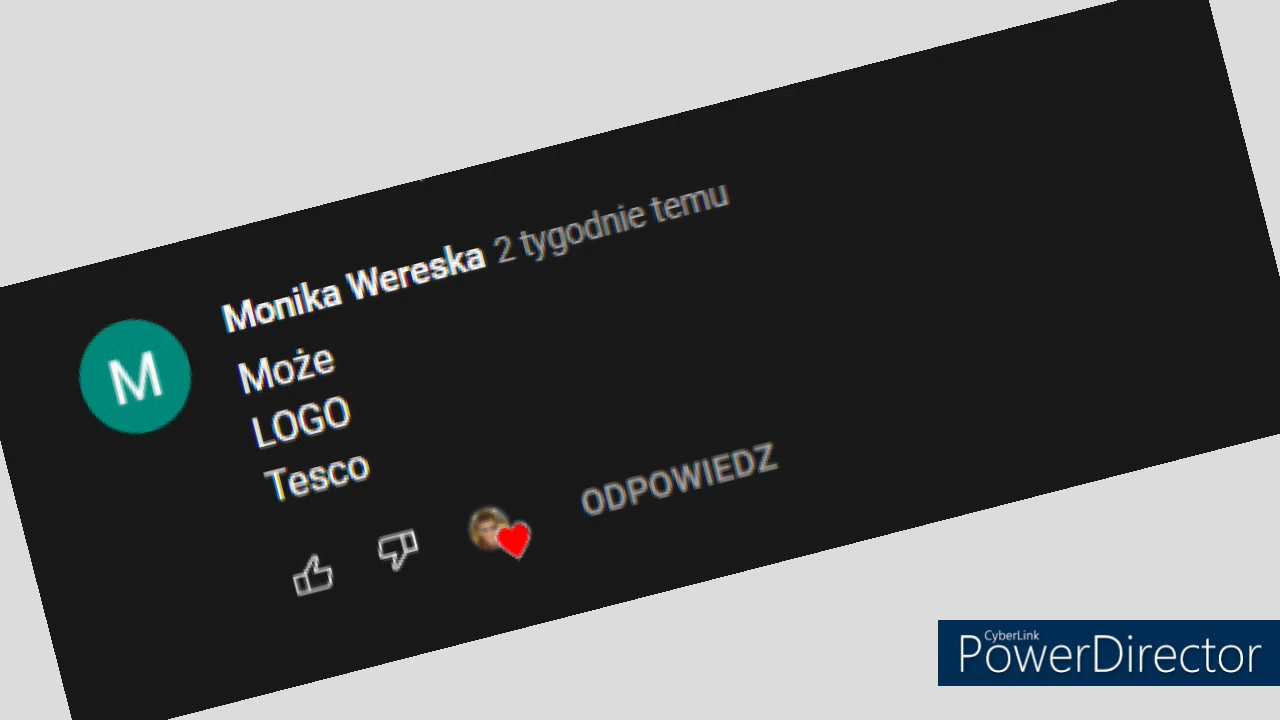 Monika Wereska 2 tygodnie temu
M
Może
LOGO
Tesco
ODPOWIEDZ
CyberLink
PowerDirector